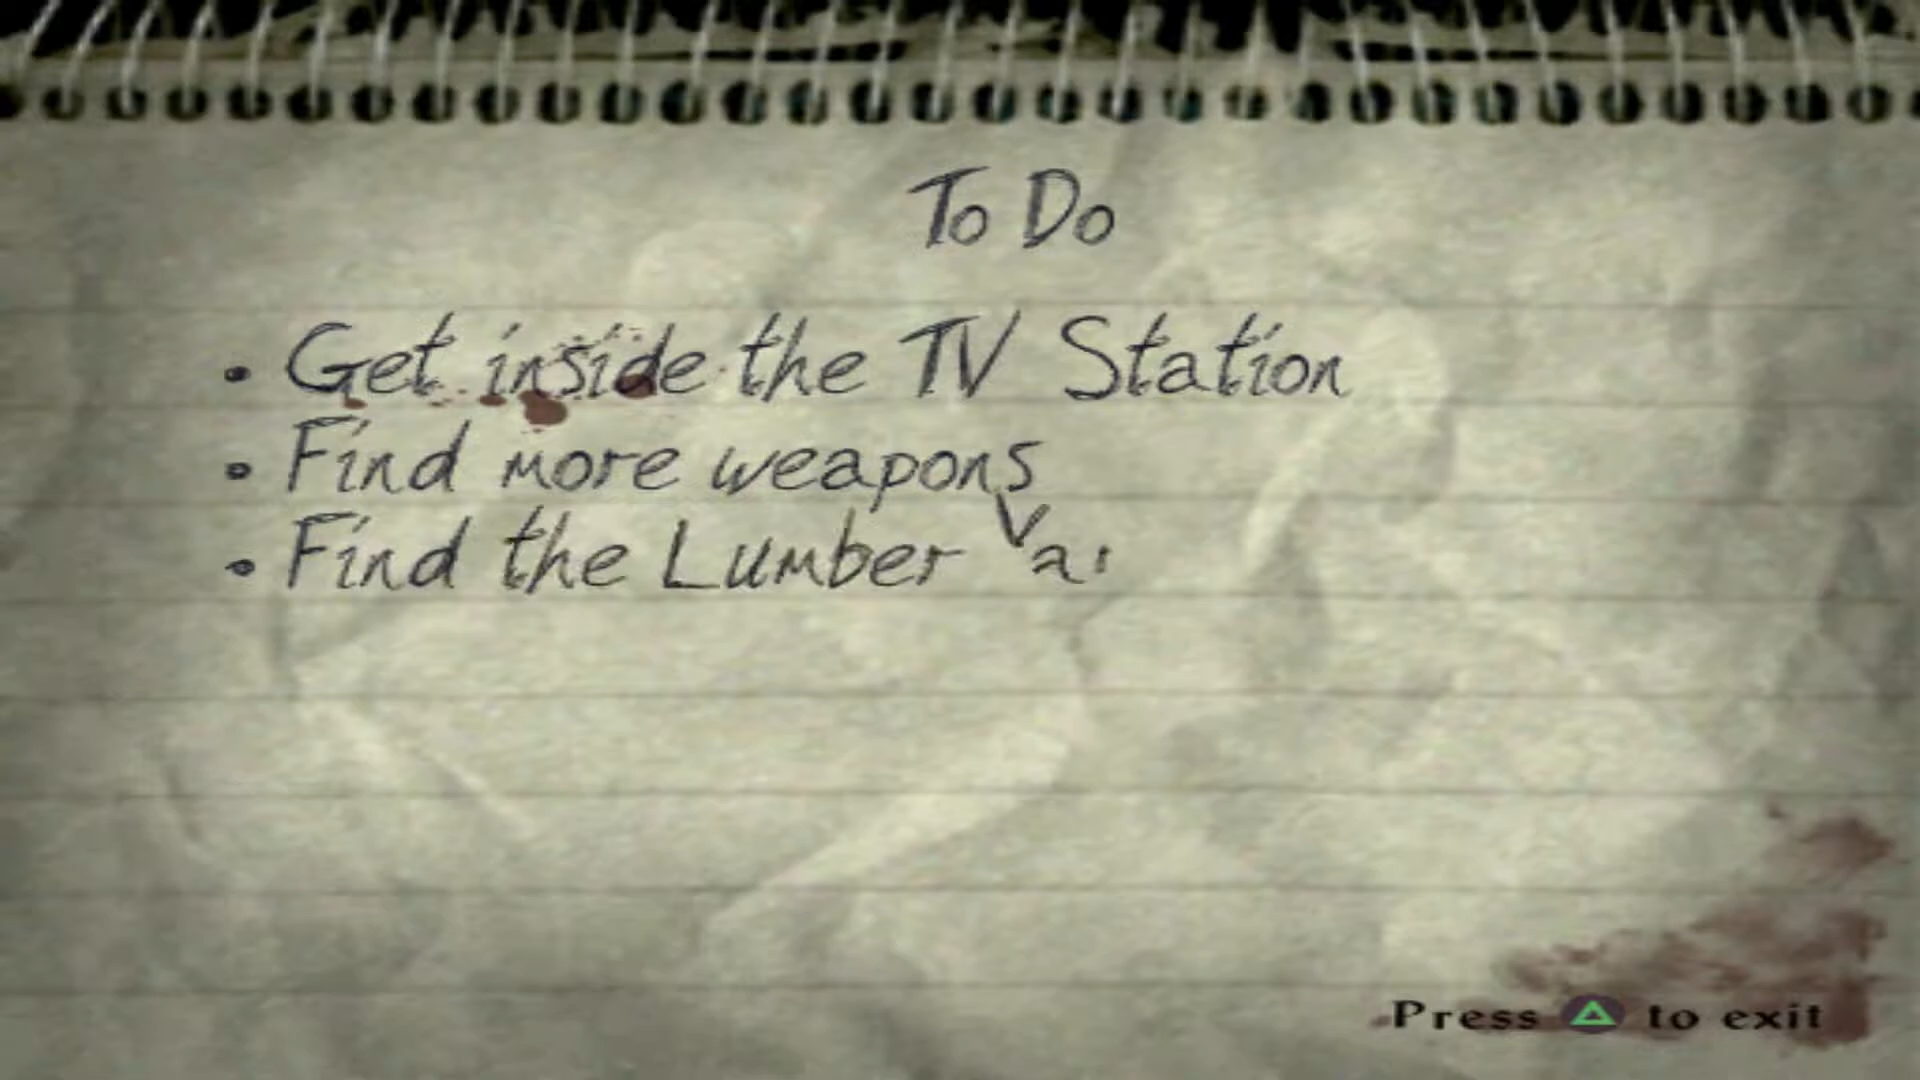 To Do
• Get inside the TV Station
• Find more weapons
• Find the Lumber
Press △ to exit